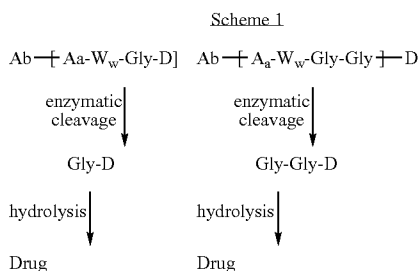 Scheme 1
Ab—[ Aa-Ww-Gly-D] Ab—[ Aa-Ww-Gly-Gly]—D
enzymatic cleavage enzymatic cleavage
Gly-D Gly-Gly-D
hydrolysis hydrolysis
Drug Drug